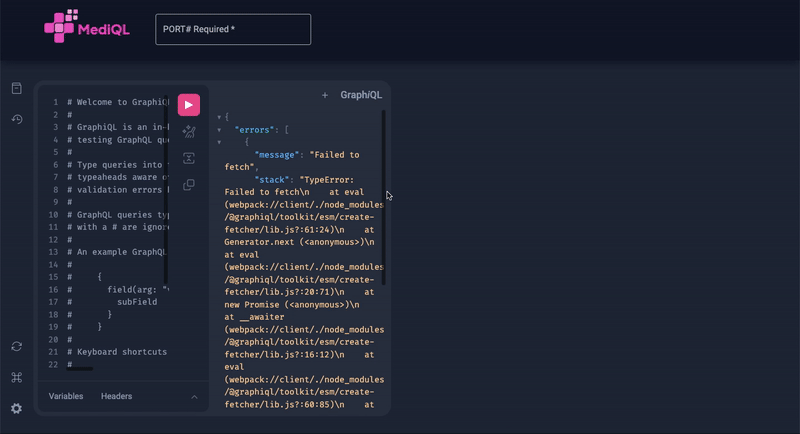 MediQL
PORT# Required *
GraphiQL
1 # Welcome to GraphiQ
2 #
3 # GraphiQL is an in-
4 # testing GraphQL qu
5 #
6 # Type queries into
7 # typeaheads aware o
8 # validation errors
9 #
10 # GraphQL queries typ
11 # with a # are ignor
12 #
13 # An example GraphQL
14 #
15 #     {
16 #       field(arg: "
17 #         subField
18 #       }
19 #     }
20 #
21 # Keyboard shortcuts
22 #
Variables Headers
{
"errors": [
{
"message": "Failed to
fetch",
"stack": "TypeError:
Failed to fetch\n    at eval
(webpack://client/./node_modules
/@graphiql/toolkit/esm/create-
fetcher/lib.js?:61:24)\n    at
Generator.next (<anonymous>)\n
at eval
(webpack://client/./node_modules
/@graphiql/toolkit/esm/create-
fetcher/lib.js?:20:71)\n    at
new Promise (<anonymous>)\n
at __awaiter
(webpack://client/./node_modules
/@graphiql/toolkit/esm/create-
fetcher/lib.js?:16:12)\n    at
eval
(webpack://client/./node_modules
/@graphiql/toolkit/esm/create-
fetcher/lib.js?:60:85)\n    at